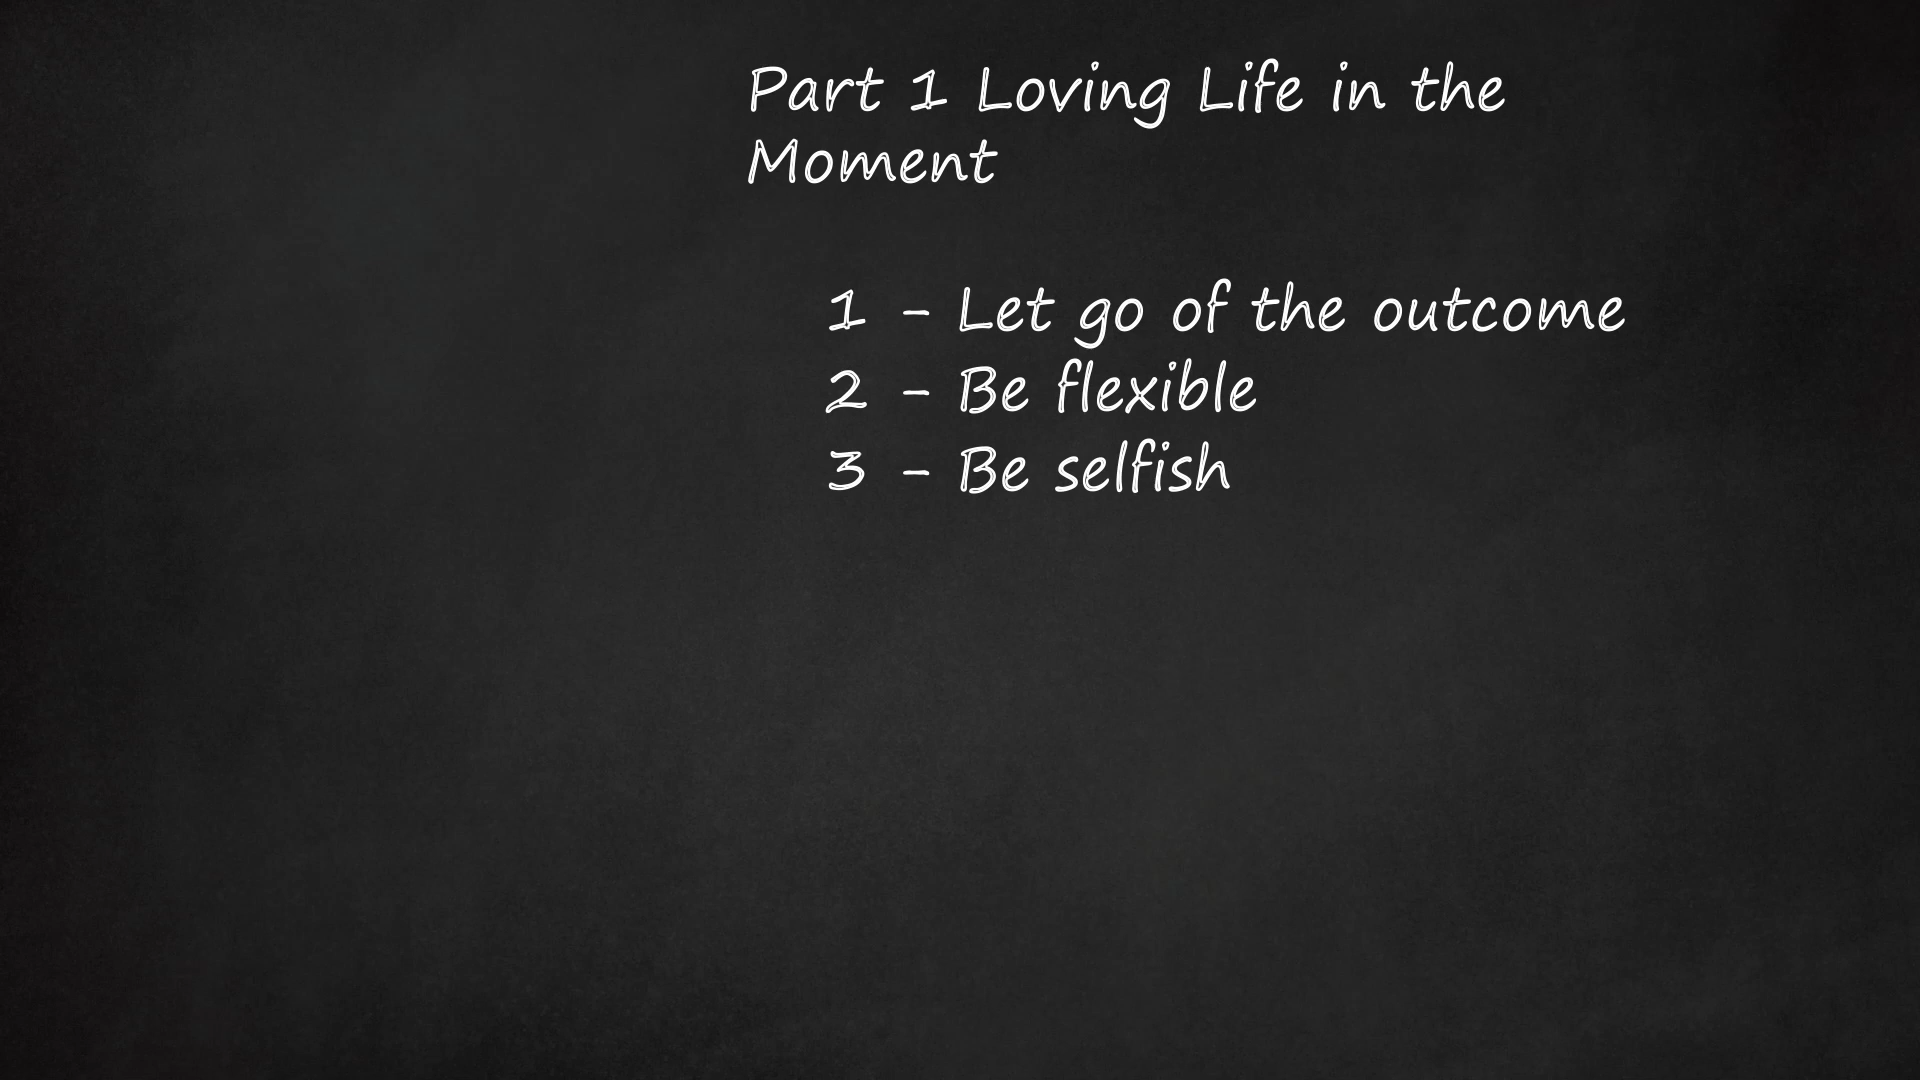 Part 1 Loving Life in the
Moment
1 - Let go of the outcome
2 - Be flexible
3 - Be selfish